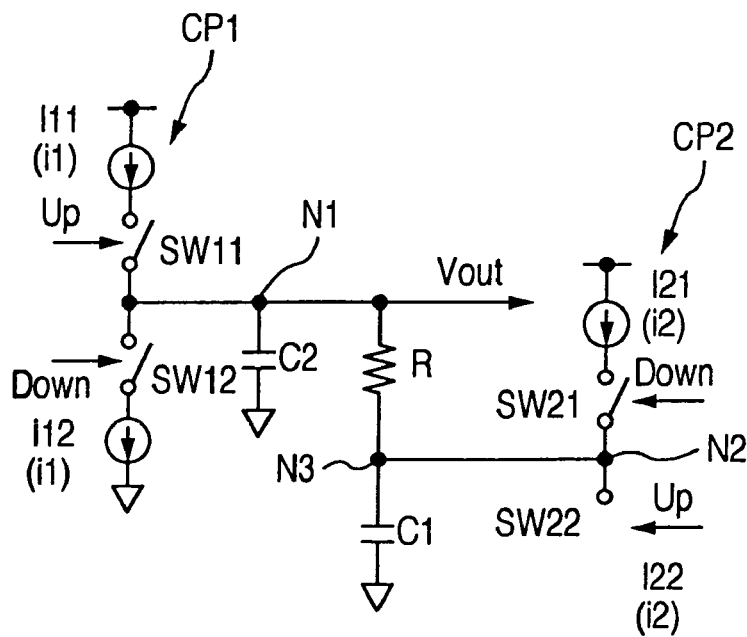 CP1
I11
(i1)
CP2
Up
SW11
N1
Vout
I21
(i2)
Down
SW12
C2
R
SW21
Down
I12
(i1)
N3
N2
C1
SW22
Up
I22
(i2)